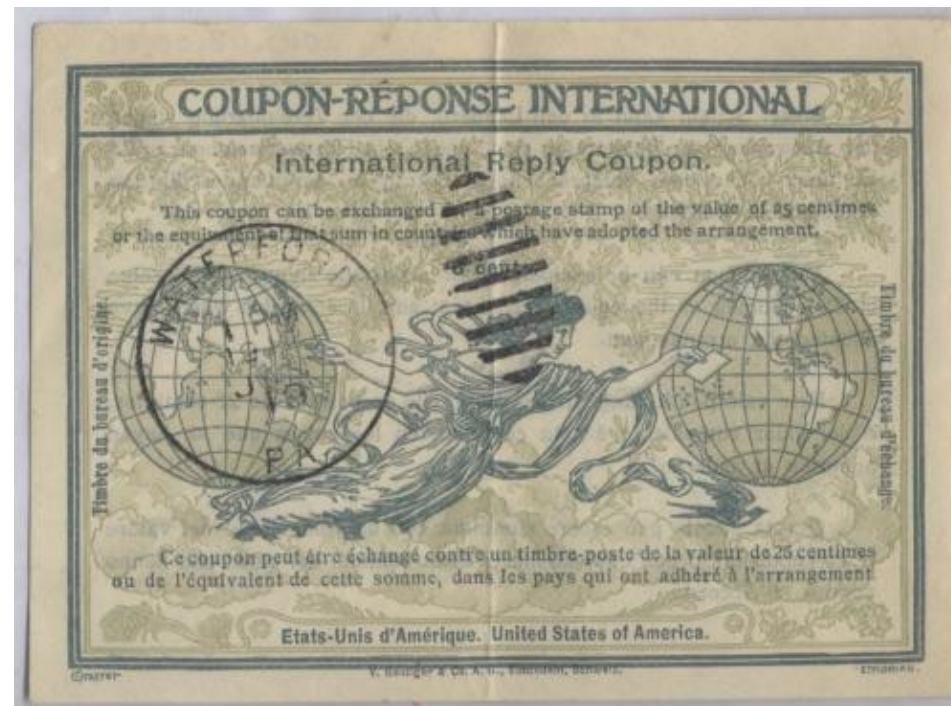 COUPON-RÉPONSE INTERNATIONAL
International Reply Coupon.
This coupon can be exchanged for a postage stamp of the value of 25 centimes
or the equivalent of that sum in countries which have adopted the arrangement.
6 cents
WATERFORD
PA
Timbre du bureau d'origine.
Timbre du bureau d'échange.
Ce coupon peut être échangé contre un timbre-poste de la valeur de 25 centimes
ou de l'équivalent de cette somme, dans les pays qui ont adhéré à l'arrangement
Etats-Unis d'Amérique. United States of America.